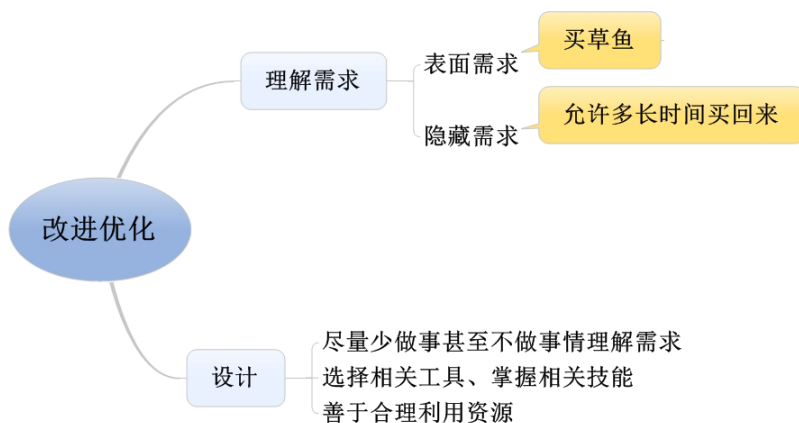 改进优化
理解需求
表面需求
买草鱼
隐藏需求
允许多长时间买回来
设计
尽量少做事甚至不做事情理解需求
选择相关工具、掌握相关技能
善于合理利用资源